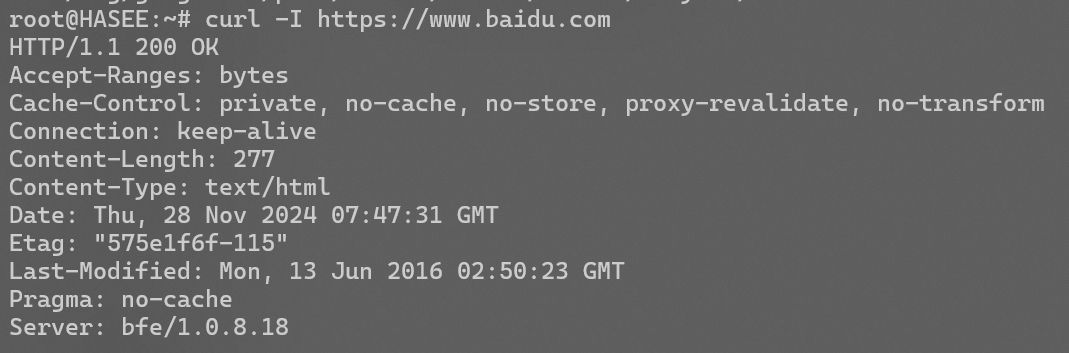 root@HASEE:~# curl -I https://www.baidu.com
HTTP/1.1 200 OK
Accept-Ranges: bytes
Cache-Control: private, no-cache, no-store, proxy-revalidate, no-transform
Connection: keep-alive
Content-Length: 277
Content-Type: text/html
Date: Thu, 28 Nov 2024 07:47:31 GMT
Etag: "575e1f6f-115"
Last-Modified: Mon, 13 Jun 2016 02:50:23 GMT
Pragma: no-cache
Server: bfe/1.0.8.18